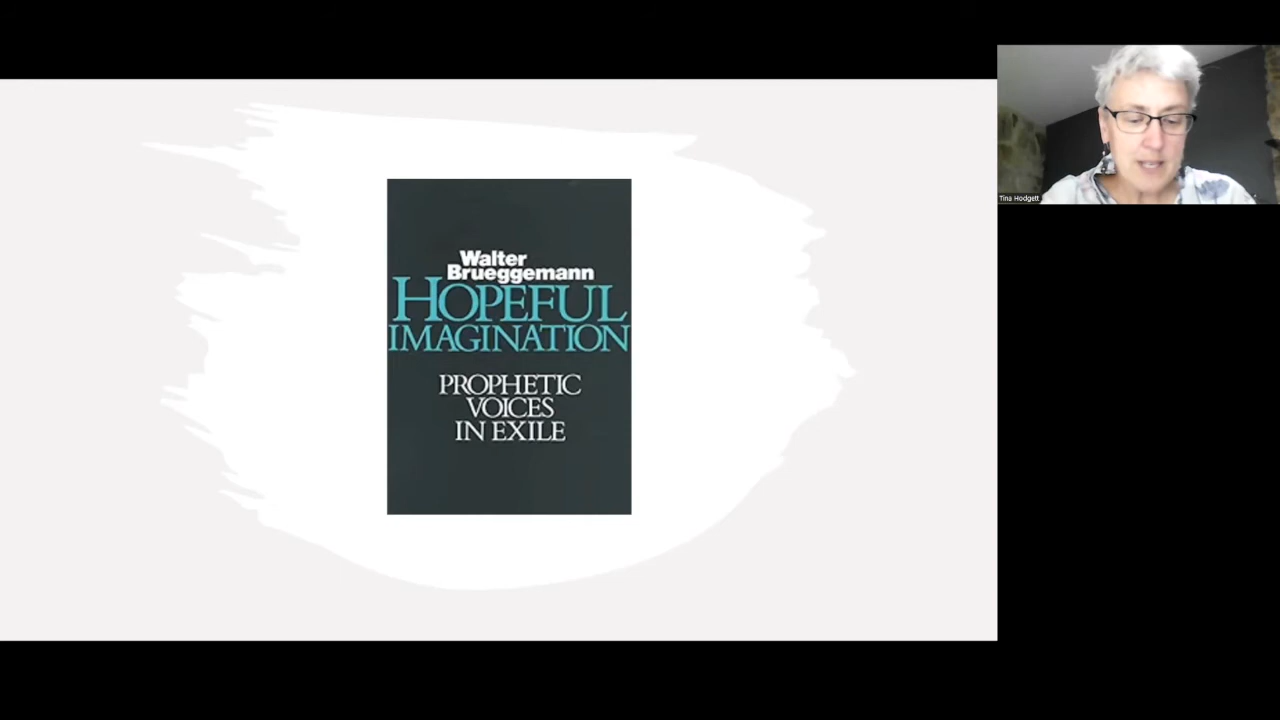 Walter
Brueggemann
HOPEFUL
IMAGINATION
PROPHETIC
VOICES
IN EXILE
Tina Hodgett